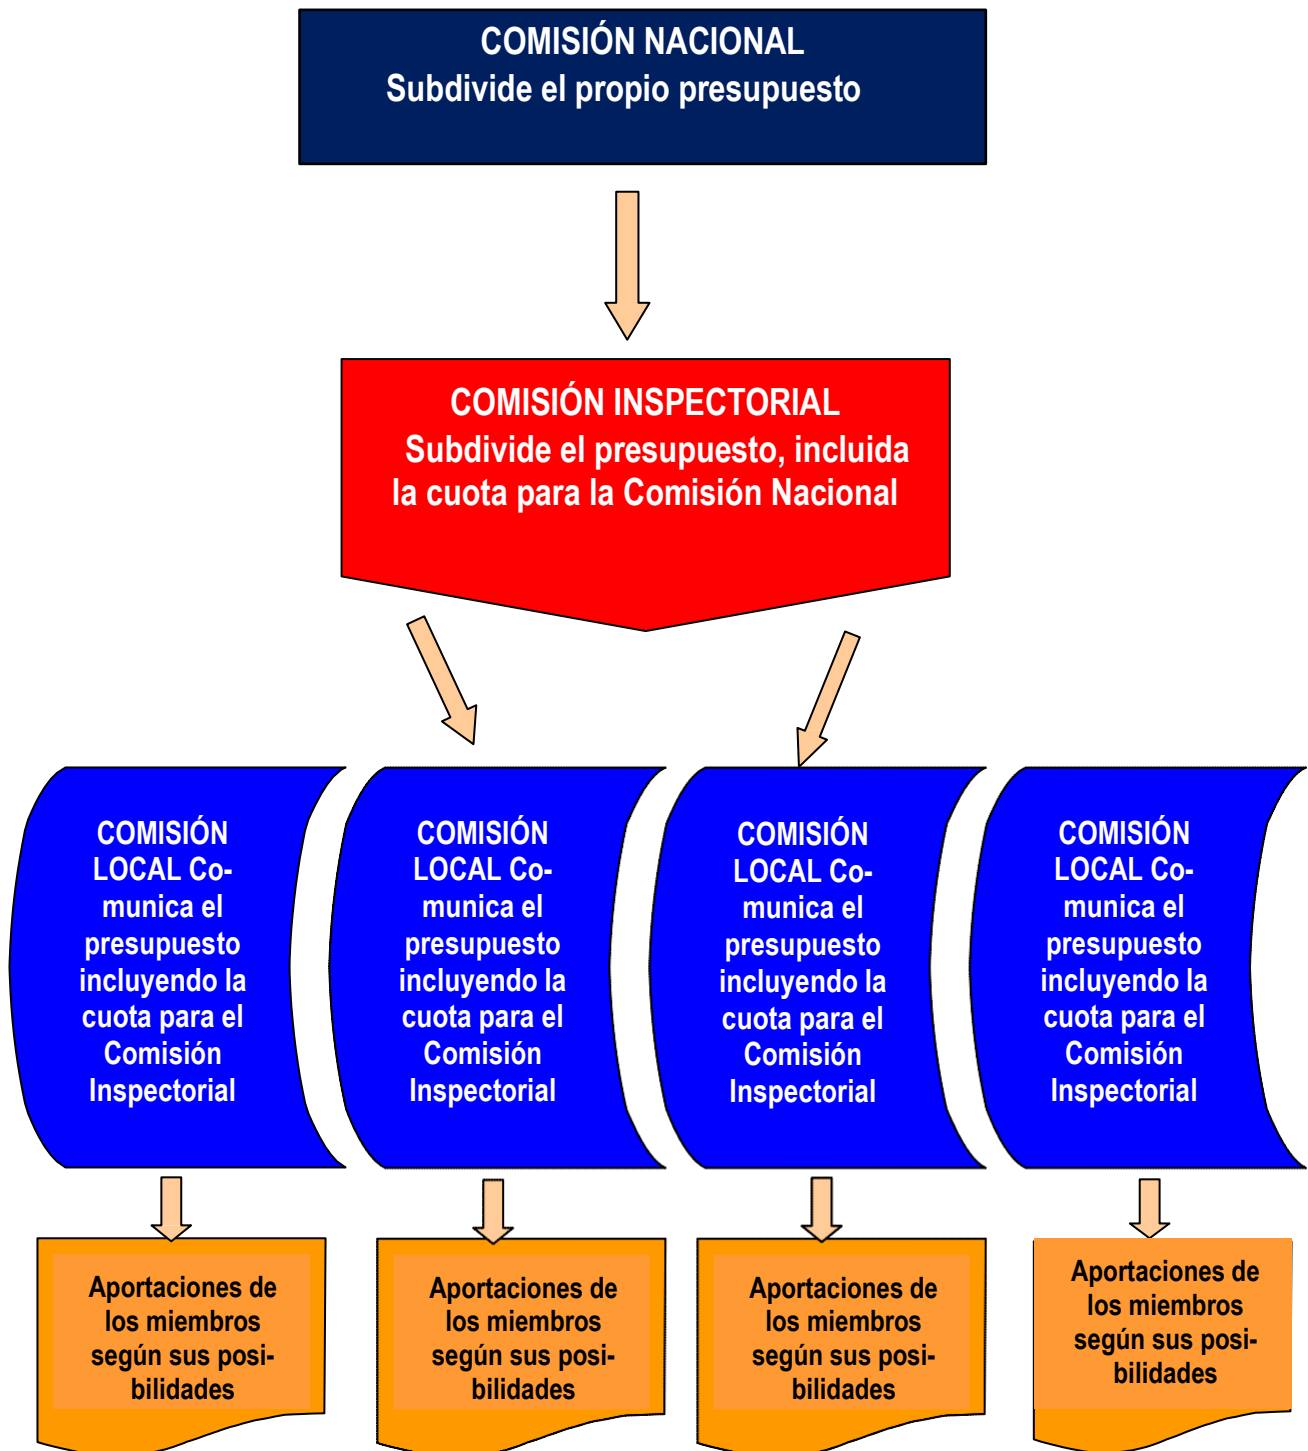 COMISIÓN NACIONAL
Subdivide el propio presupuesto
COMISIÓN INSPECTORIAL
Subdivide el presupuesto, incluida
la cuota para la Comisión Nacional
COMISIÓN
LOCAL Co-
munica el
presupuesto
incluyendo la
cuota para el
Comisión
Inspectorial
COMISIÓN
LOCAL Co-
munica el
presupuesto
incluyendo la
cuota para el
Comisión
Inspectorial
COMISIÓN
LOCAL Co-
munica el
presupuesto
incluyendo la
cuota para el
Comisión
Inspectorial
COMISIÓN
LOCAL Co-
munica el
presupuesto
incluyendo la
cuota para el
Comisión
Inspectorial
Aportaciones de
los miembros
según sus posi-
bilidades
Aportaciones de
los miembros
según sus posi-
bilidades
Aportaciones de
los miembros
según sus posi-
bilidades
Aportaciones de
los miembros
según sus posi-
bilidades